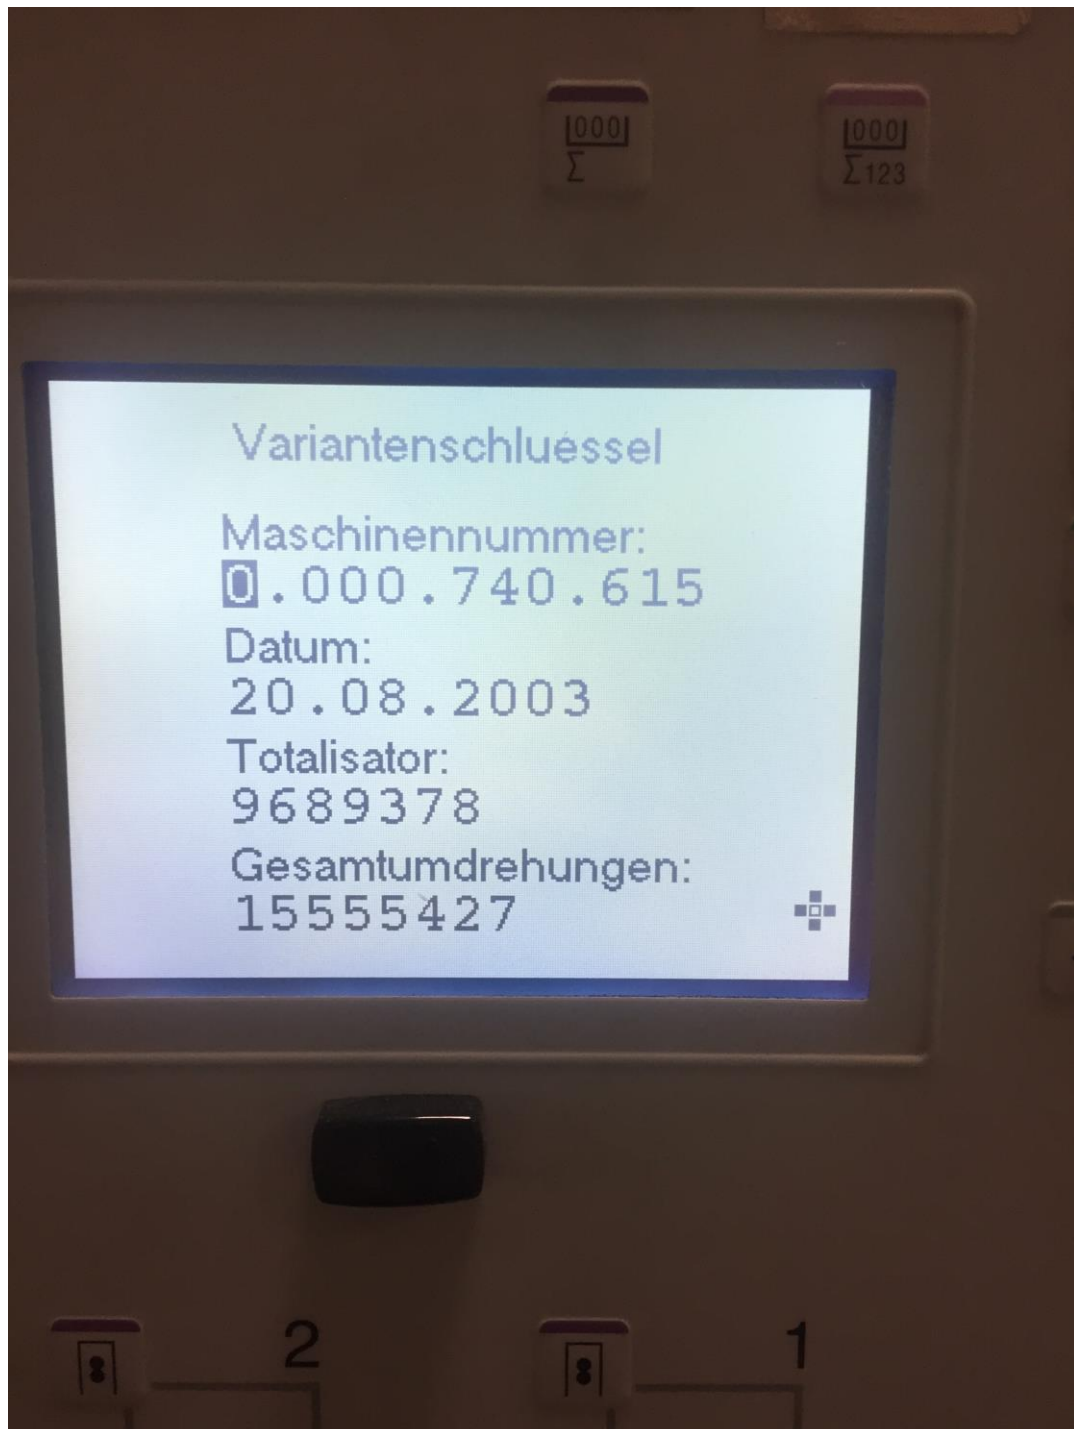 000
Σ
000
Σ123
Variantenschluessel
Maschinennummer:
0.000.740.615
Datum:
20.08.2003
Totalisator:
9689378
Gesamtumdrehungen:
15555427
2
1